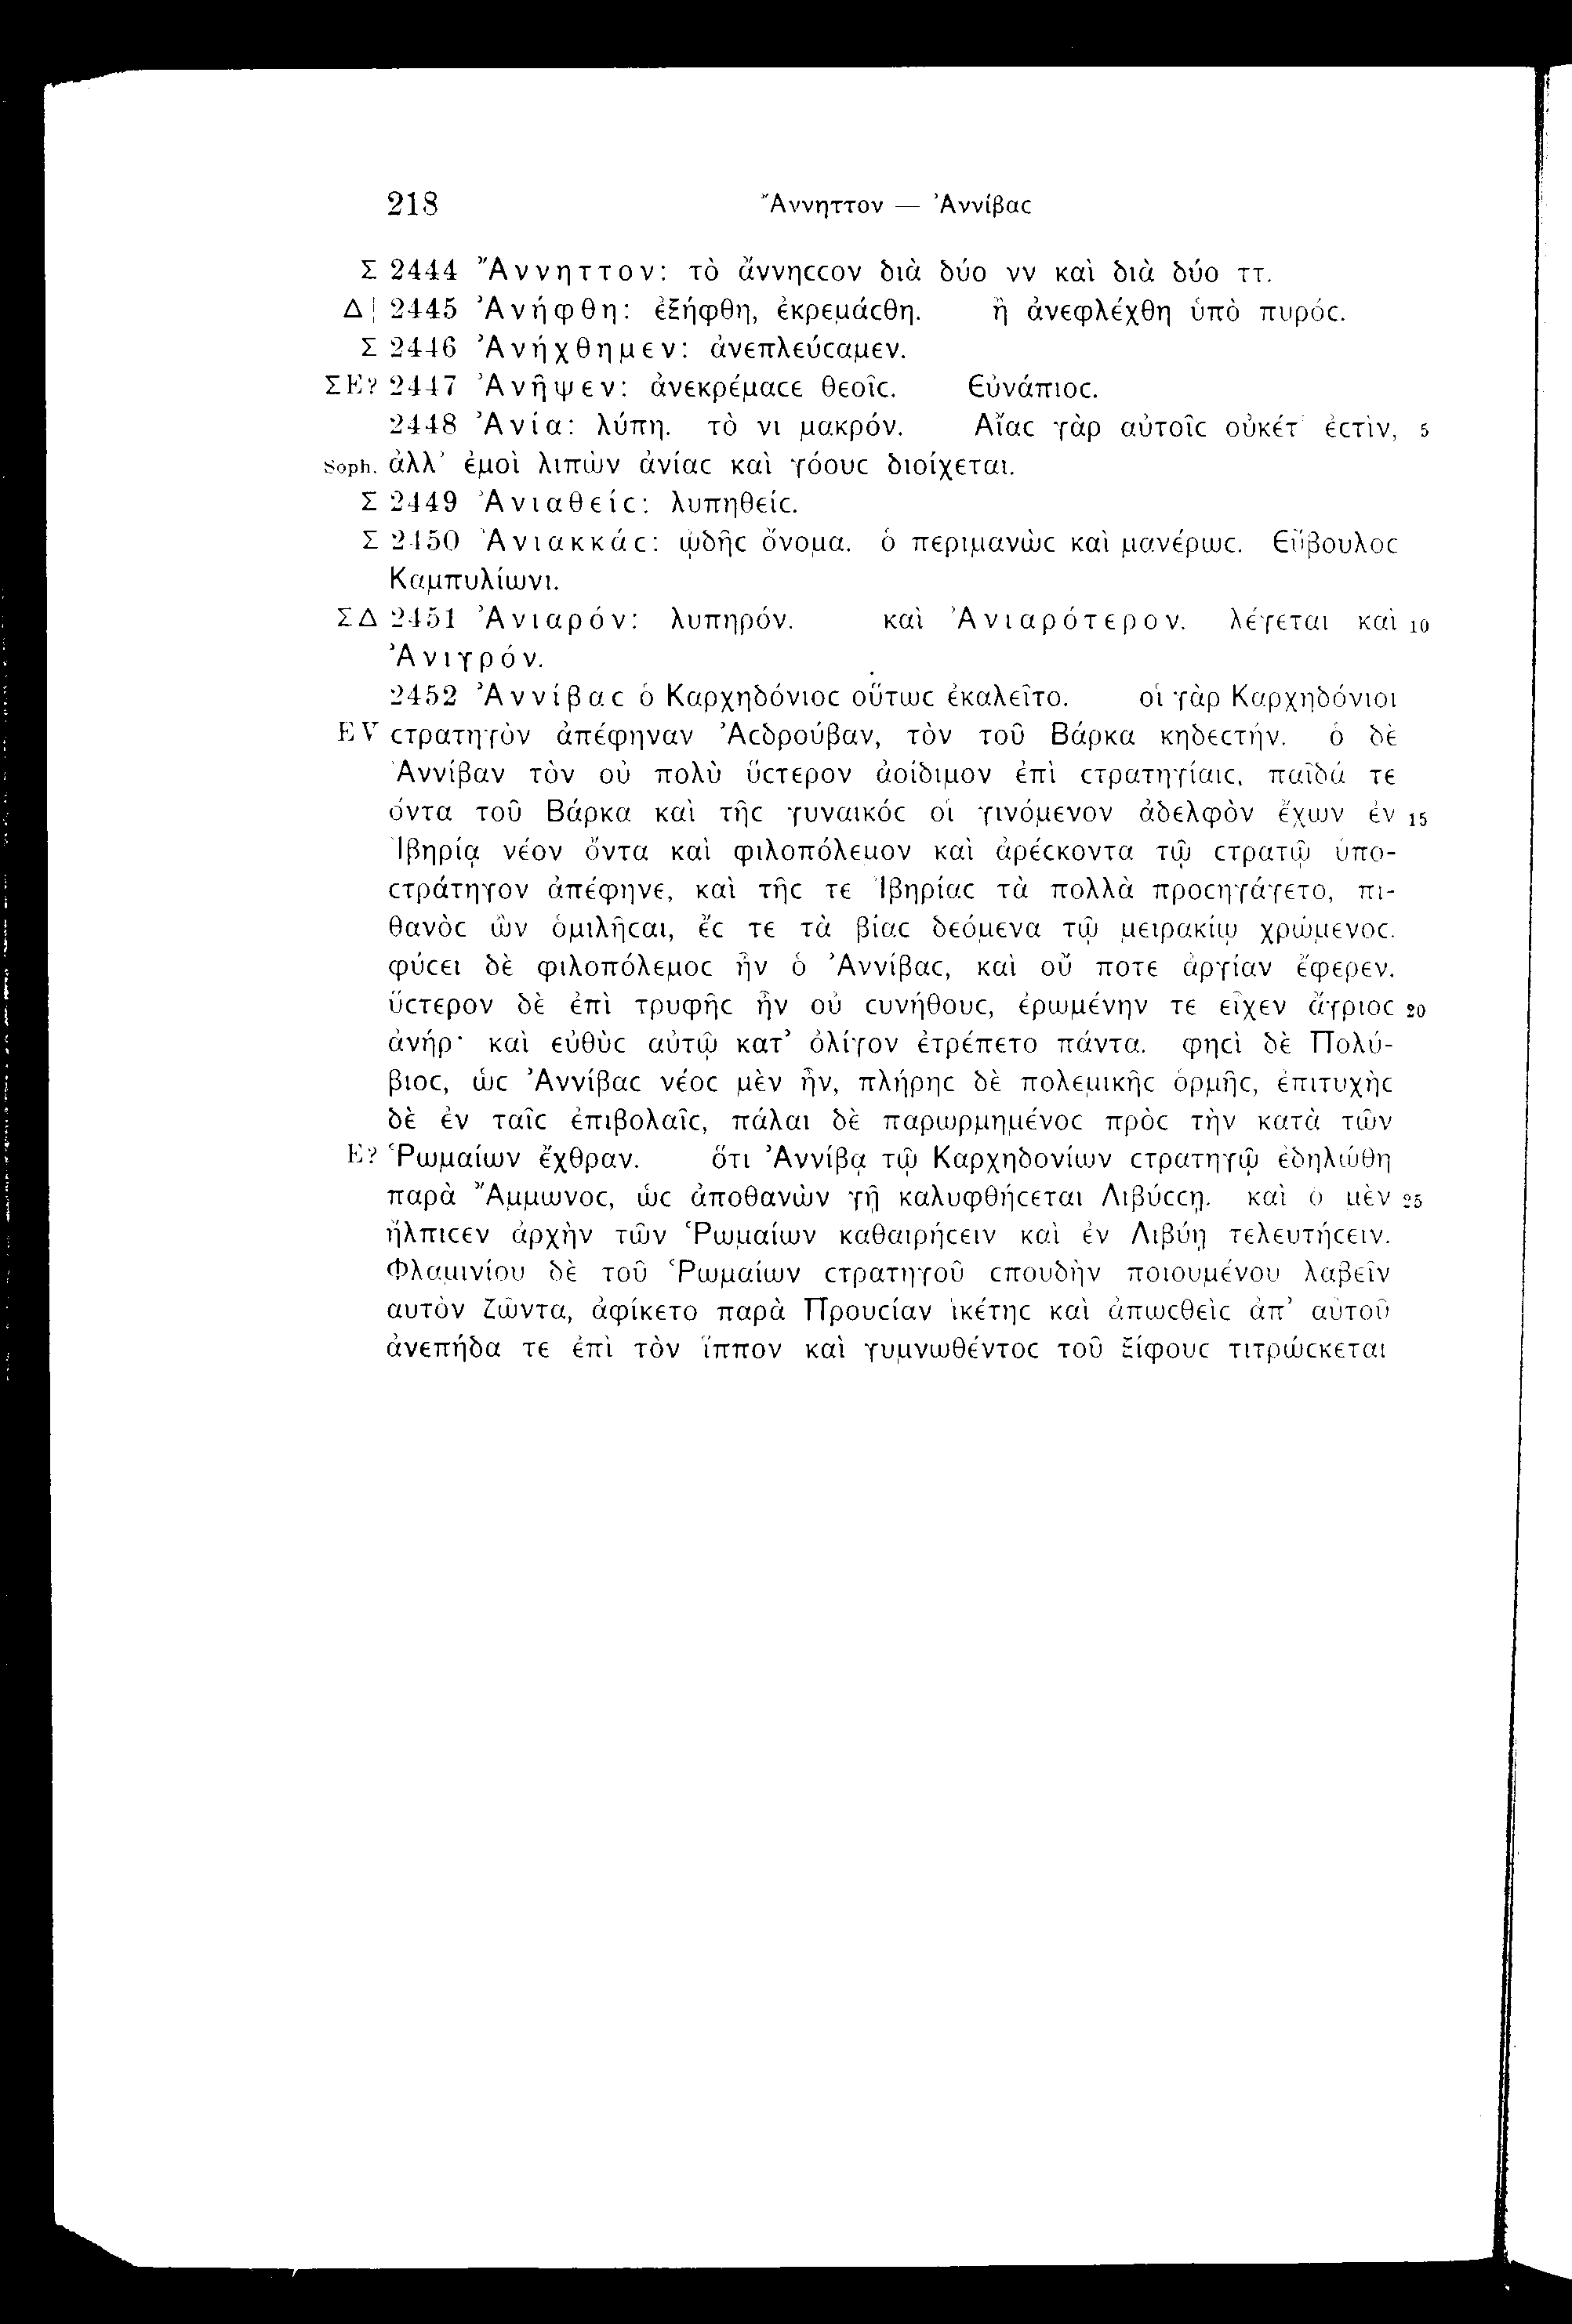 218 Ἄννηττον — Ἀννίβαϲ
Σ 2444 Ἄννηττον: τὸ ἄννηϲϲον διὰ δύο νν καὶ διὰ δύο ττ.
Δ| 2445 Ἀνήφθη: ἐξήφθη, ἐκρεμάϲθη. ἢ ἀνεφλέχθη ὑπὸ πυρόϲ.
Σ 2446 Ἀνήχθημεν: ἀνεπλεύϲαμεν.
ΣE? 2447 Ἀνῆψεν: ἀνεκρέμαϲε θεοῖϲ. Εὐνάπιοϲ.
2448 Ἀνία: λύπη. τὸ νι μακρόν. Αἴαϲ γὰρ αὐτοῖϲ οὐκέτ' ἐϲτὶν, 5
Soph. ἀλλ' ἐμοὶ λιπὼν ἀνίαϲ καὶ γόουϲ διοίχεται.
Σ 2449 Ἀνιαθείϲ: λυπηθείϲ.
Σ 2450 Ἀνιακκάϲ: ᾠδῆϲ ὄνομα. ὁ περιμανὼϲ καὶ μανέρωϲ. Εὔβουλοϲ
Καμπυλίωνι.
ΣΔ 2451 Ἀνιαρόν: λυπηρόν. καὶ Ἀνιαρότερον. λέγεται καὶ 10
Ἀνιγρόν.
2452 Ἀννίβαϲ ὁ Καρχηδόνιοϲ οὕτωϲ ἐκαλεῖτο. οἱ γὰρ Καρχηδόνιοι
EV ϲτρατηγὸν ἀπέφηναν Ἀϲδρούβαν, τὸν τοῦ Βάρκα κηδεϲτήν. ὁ δὲ
Ἀννίβαν τὸν οὐ πολὺ ὕϲτερον ἀοίδιμον ἐπὶ ϲτρατηγίαιϲ, παῖδά τε
ὄντα τοῦ Βάρκα καὶ τῆϲ γυναικόϲ οἱ γινόμενον ἀδελφὸν ἔχων ἐν 15
Ἰβηρίᾳ νέον ὄντα καὶ φιλοπόλεμον καὶ ἀρέϲκοντα τῷ ϲτρατῷ ὑπο-
ϲτράτηγον ἀπέφηνε, καὶ τῆϲ τε Ἰβηρίαϲ τὰ πολλὰ προϲηγάγετο, πι-
θανὸϲ ὢν ὁμιλῆϲαι, ἔϲ τε τὰ βίαϲ δεόμενα τῷ μειρακίῳ χρώμενοϲ.
φύϲει δὲ φιλοπόλεμοϲ ἦν ὁ Ἀννίβαϲ, καὶ οὔ ποτε ἀργίαν ἔφερεν.
ὕϲτερον δὲ ἐπὶ τρυφῆϲ ἦν οὐ ϲυνήθουϲ, ἐρωμένην τε εἶχεν ἄγριοϲ 20
ἀνήρ· καὶ εὐθὺϲ αὐτῷ κατ' ὀλίγον ἐτρέπετο πάντα. φηϲὶ δὲ Πολύ-
βιοϲ, ὡϲ Ἀννίβαϲ νέοϲ μὲν ἦν, πλήρηϲ δὲ πολεμικῆϲ ὁρμῆϲ, ἐπιτυχὴϲ
δὲ ἐν ταῖϲ ἐπιβολαῖϲ, πάλαι δὲ παρωρμημένοϲ πρὸϲ τὴν κατὰ τῶν
E? Ῥωμαίων ἔχθραν. ὅτι Ἀννίβᾳ τῷ Καρχηδονίων ϲτρατηγῷ ἐδηλώθη
παρὰ Ἄμμωνοϲ, ὡϲ ἀποθανὼν γῇ καλυφθήϲεται Λιβύϲϲῃ. καὶ ὁ μὲν 25
ἤλπιϲεν ἀρχὴν τῶν Ῥωμαίων καθαιρήϲειν καὶ ἐν Λιβύῃ τελευτήϲειν.
Φλαμινίου δὲ τοῦ Ῥωμαίων ϲτρατηγοῦ ϲπουδὴν ποιουμένου λαβεῖν
αὐτὸν ζῶντα, ἀφίκετο παρὰ Προυϲίαν ἱκέτηϲ καὶ ἀπωϲθεὶϲ ἀπ' αὐτοῦ
ἀνεπήδα τε ἐπὶ τὸν ἵππον καὶ γυμνωθέντοϲ τοῦ ξίφουϲ τιτρώϲκεται